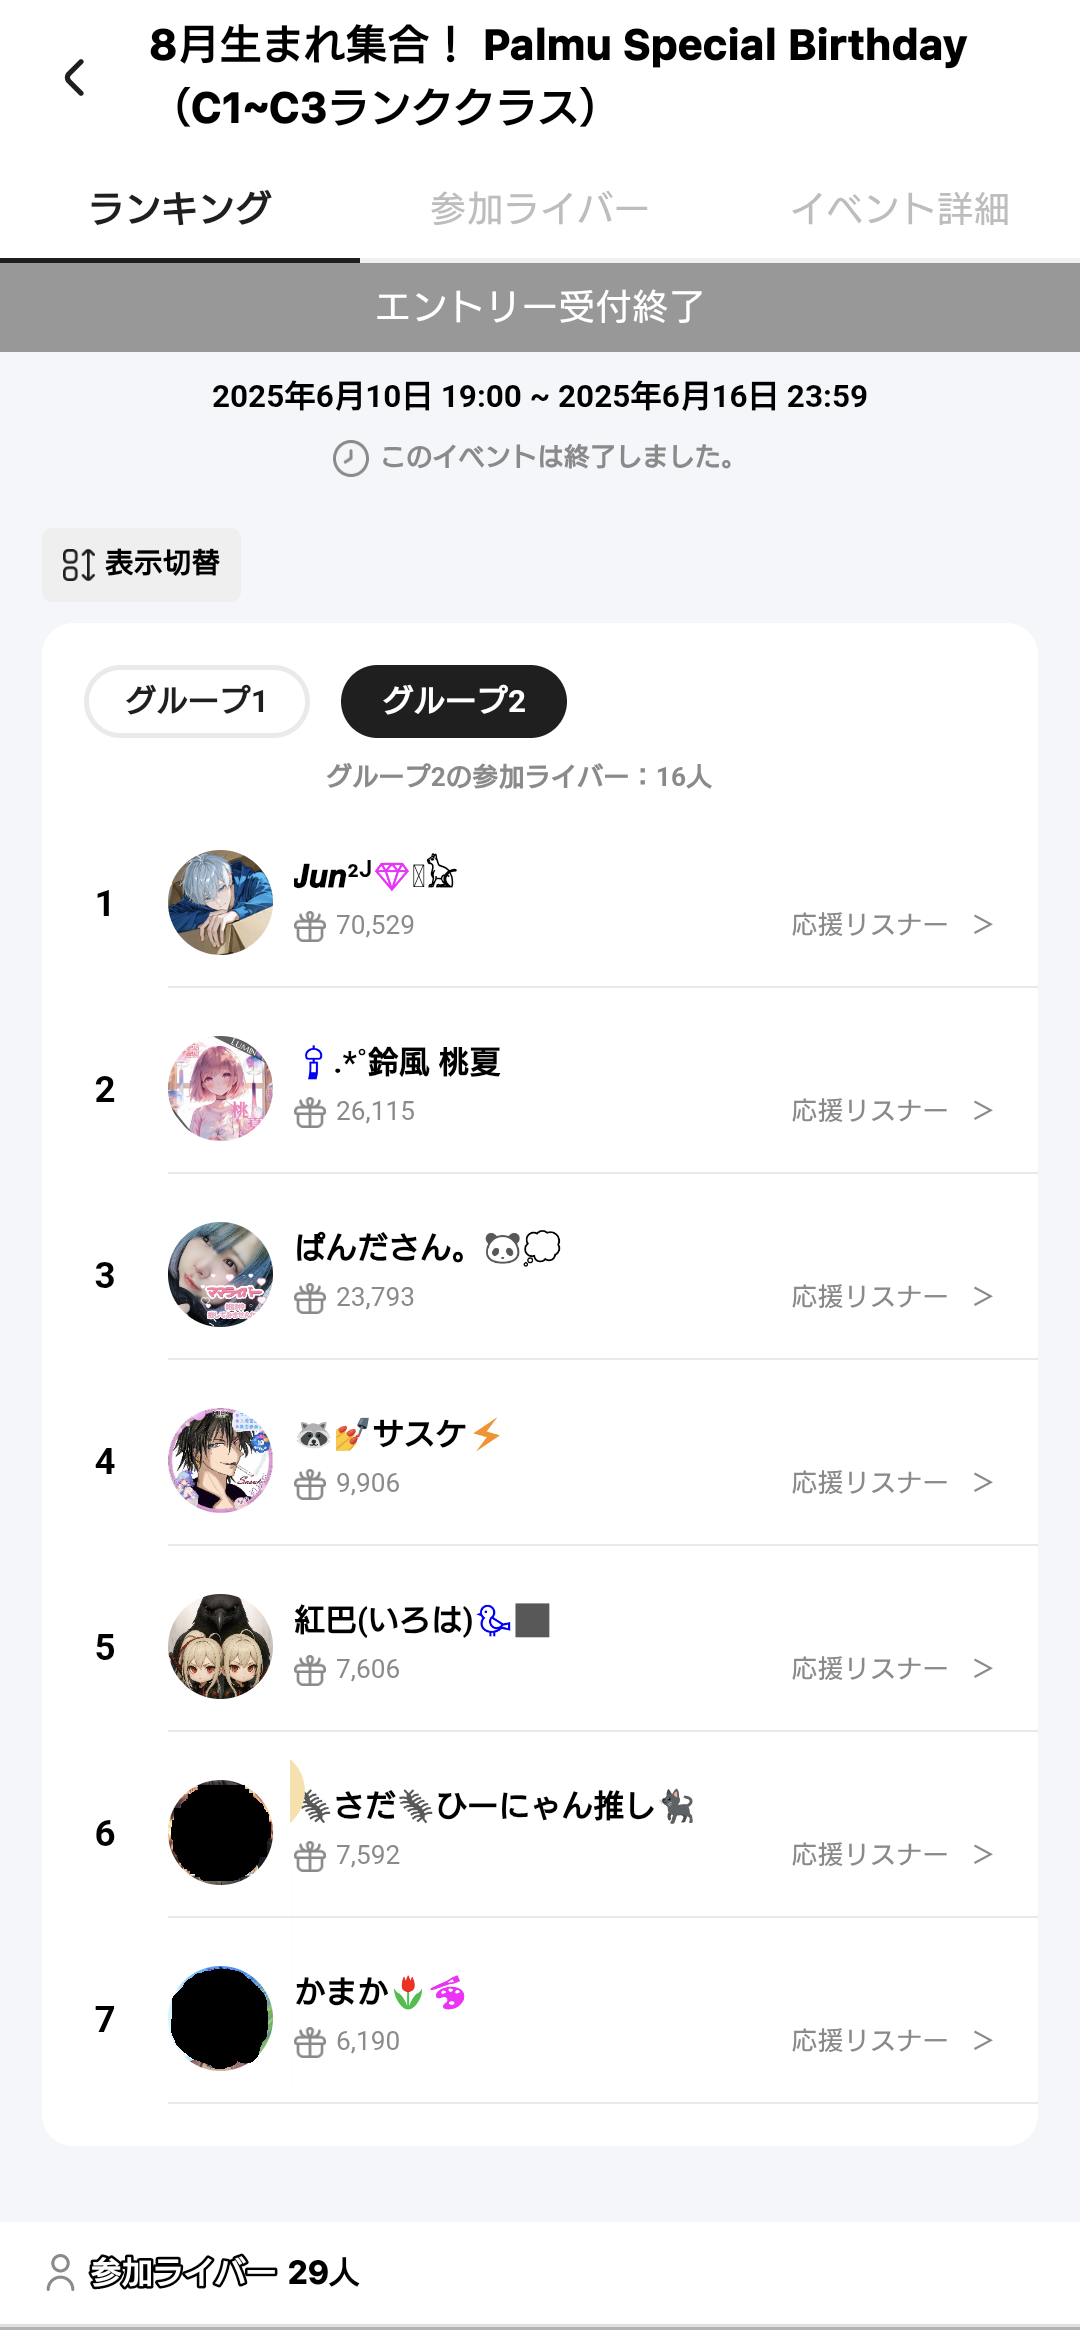 8月生まれ集合！ Palmu Special Birthday
（C1~C3ランククラス）
ランキング
参加ライバー
イベント詳細
エントリー受付終了
2025年6月10日 19:00 ~ 2025年6月16日 23:59
このイベントは終了しました。
表示切替
グループ1
グループ2
グループ2の参加ライバー：16人
1
Jun²ᴶ
70,529
応援リスナー >
2
LUMIN
桃夏
🎐.*˚鈴風 桃夏
26,115
応援リスナー >
3
ママライバー
ぱんださん。🐼💭
23,793
応援リスナー >
4
🦝💅サスケ⚡
9,906
応援リスナー >
5
紅巴(いろは)
7,606
応援リスナー >
6
🐛さだ🐛ひーにゃん推し🐈‍⬛
7,592
応援リスナー >
7
かまか🌷🎨
6,190
応援リスナー >
参加ライバー 29人